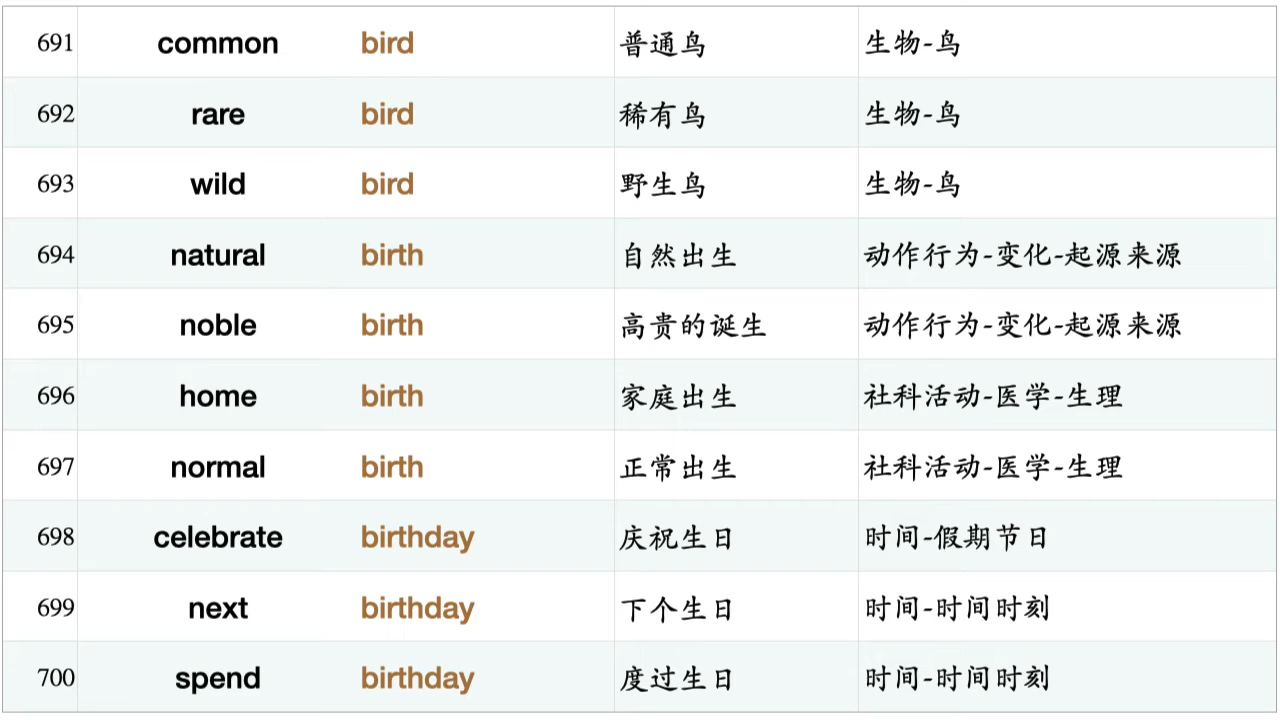 691 common bird 普通鸟 生物-鸟
692 rare bird 稀有鸟 生物-鸟
693 wild bird 野生鸟 生物-鸟
694 natural birth 自然出生 动作行为-变化-起源来源
695 noble birth 高贵的诞生 动作行为-变化-起源来源
696 home birth 家庭出生 社科活动-医学-生理
697 normal birth 正常出生 社科活动-医学-生理
698 celebrate birthday 庆祝生日 时间-假期节日
699 next birthday 下个生日 时间-时间时刻
700 spend birthday 度过生日 时间-时间时刻